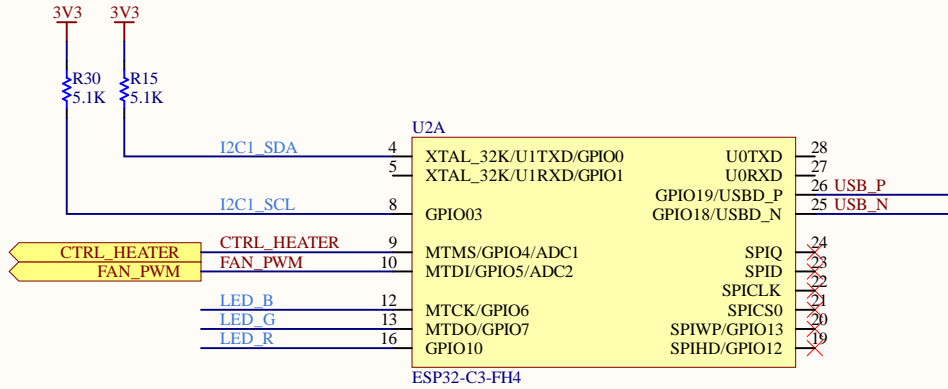 3V3 3V3
R30 R15
5.1K 5.1K
U2A
I2C1_SDA 4 XTAL_32K/U1TXD/GPIO0 U0TXD 28
5 XTAL_32K/U1RXD/GPIO1 U0RXD 27
GPIO19/USBD_P 26 USB_P
I2C1_SCL 8 GPIO03 GPIO18/USBD_N 25 USB_N
CTRL_HEATER CTRL_HEATER 9 MTMS/GPIO4/ADC1 SPIQ 24
FAN_PWM FAN_PWM 10 MTDI/GPIO5/ADC2 SPID 23
SPICLK 22
LED_B 12 MTCK/GPIO6 SPICS0 21
LED_G 13 MTDO/GPIO7 SPIWP/GPIO13 20
LED_R 16 GPIO10 SPIHD/GPIO12 19
ESP32-C3-FH4